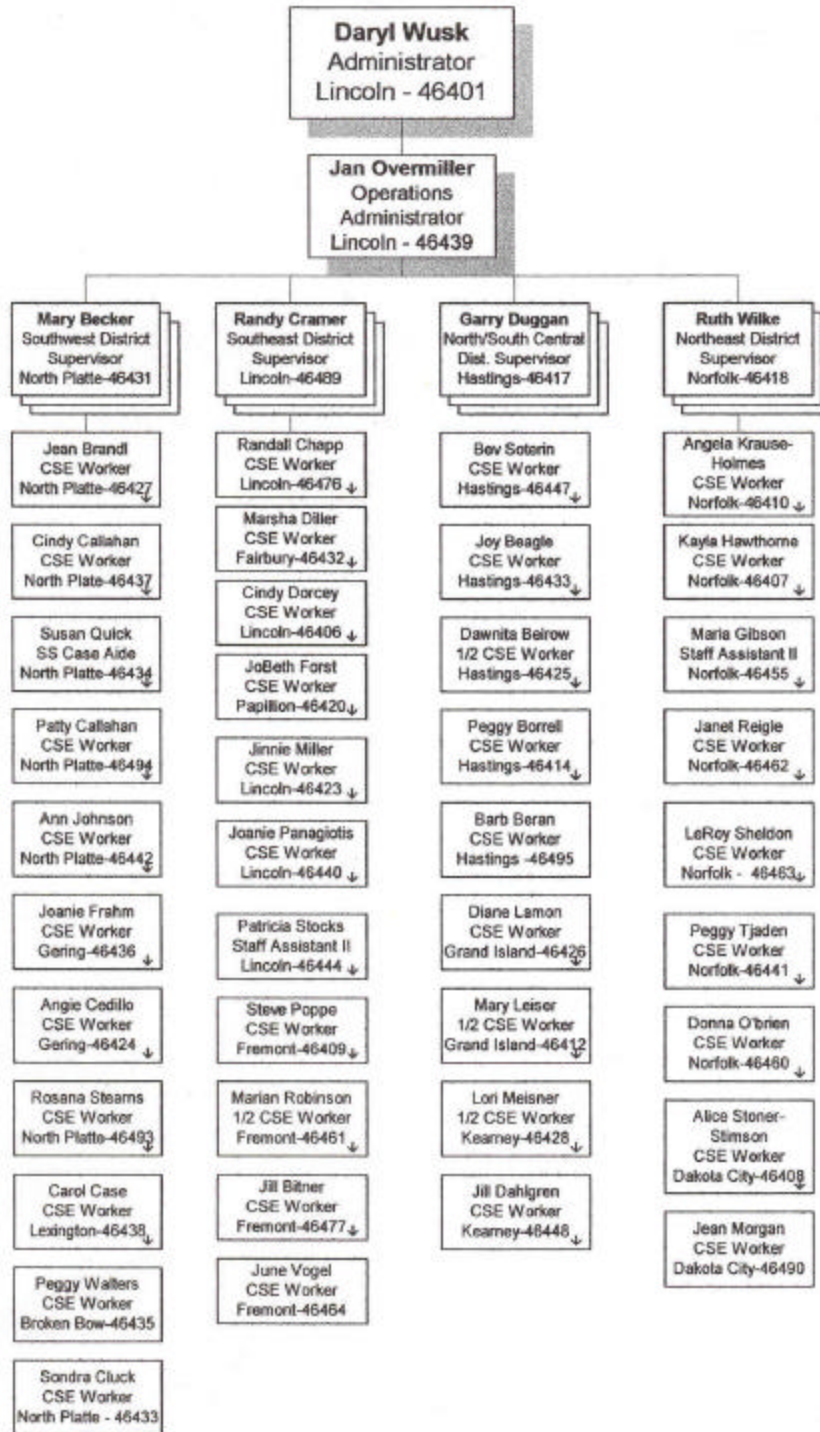 Daryl Wusk
Administrator
Lincoln - 46401
Jan Overmiller
Operations
Administrator
Lincoln - 46439
Mary Becker
Southwest District
Supervisor
North Platte-46431
Jean Brandl
CSE Worker
North Platte-46427
Cindy Callahan
CSE Worker
North Plate-46437
Susan Quick
SS Case Aide
North Platte-46434
Patty Callahan
CSE Worker
North Platte-46494
Ann Johnson
CSE Worker
North Platte-46442
Joanie Frahm
CSE Worker
Gering-46436
Angie Cedillo
CSE Worker
Gering-46424
Rosana Stearns
CSE Worker
North Platte-46493
Carol Case
CSE Worker
Lexington-46438
Peggy Walters
CSE Worker
Broken Bow-46435
Sondra Cluck
CSE Worker
North Platte - 46433
Randy Cramer
Southeast District
Supervisor
Lincoln-46489
Randall Chapp
CSE Worker
Lincoln-46476
Marsha Diller
CSE Worker
Fairbury-46432
Cindy Dorcey
CSE Worker
Lincoln-46406
JoBeth Forst
CSE Worker
Papillion-46420
Jinnie Miller
CSE Worker
Lincoln-46423
Joanie Panagiotis
CSE Worker
Lincoln-46440
Patricia Stocks
Staff Assistant II
Lincoln-46444
Steve Poppe
CSE Worker
Fremont-46409
Marian Robinson
1/2 CSE Worker
Fremont-46461
Jill Bitner
CSE Worker
Fremont-46477
June Vogel
CSE Worker
Fremont-46464
Garry Duggan
North/South Central
Dist. Supervisor
Hastings-46417
Bev Soterin
CSE Worker
Hastings-46447
Joy Beagle
CSE Worker
Hastings-46433
Dawnita Beirow
1/2 CSE Worker
Hastings-46425
Peggy Borrell
CSE Worker
Hastings-46414
Barb Beran
CSE Worker
Hastings -46495
Diane Lamon
CSE Worker
Grand Island-46426
Mary Leiser
1/2 CSE Worker
Grand Island-46412
Lori Meisner
1/2 CSE Worker
Kearney-46428
Jill Dahlgren
CSE Worker
Kearney-46448
Ruth Wilke
Northeast District
Supervisor
Norfolk-46418
Angela Krause-
Holmes
CSE Worker
Norfolk-46410
Kayla Hawthorne
CSE Worker
Norfolk-46407
Maria Gibson
Staff Assistant II
Norfolk-46455
Janet Reigle
CSE Worker
Norfolk-46462
LeRoy Sheldon
CSE Worker
Norfolk - 46463
Peggy Tjaden
CSE Worker
Norfolk-46441
Donna O'brien
CSE Worker
Norfolk-46460
Alice Stoner-
Stimson
CSE Worker
Dakota City-46408
Jean Morgan
CSE Worker
Dakota City-46490